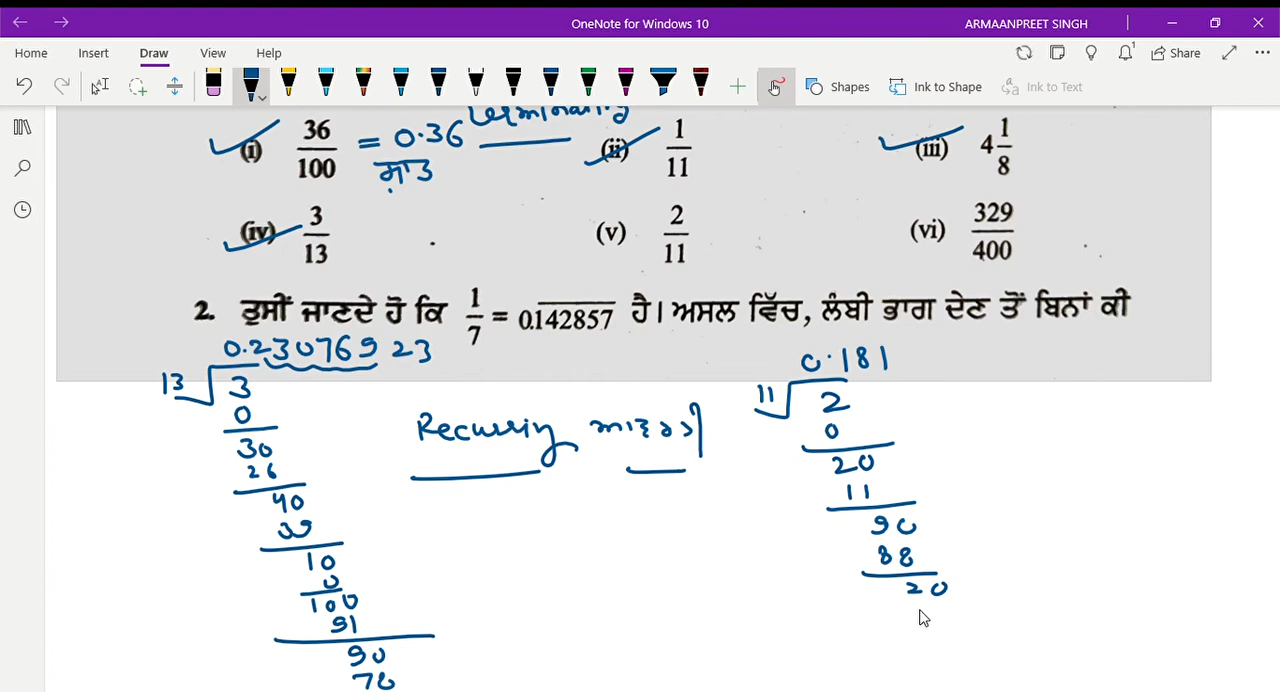 OneNote for Windows 10 ARMAANPREET SINGH
Home Insert Draw View Help Share
Shapes Ink to Shape Ink to Text
terminating
(i) 36/100 = 0.36 (ii) 1/11 (iii) 4 1/8
(iv) 3/13 (v) 2/11 (vi) 329/400
2. ਤੁਸੀਂ ਜਾਣਦੇ ਹੋ ਕਿ 1/7 = 0.142857 ਹੈ। ਅਸਲ ਵਿੱਚ, ਲੰਬੀ ਭਾਗ ਦੇਣ ਤੋਂ ਬਿਨਾਂ ਕੀ
0.230769 23
13 3
0
30
26
40
39
10
0
100
91
90
78
Recurring
0.181
11 2
0
20
11
90
88
20